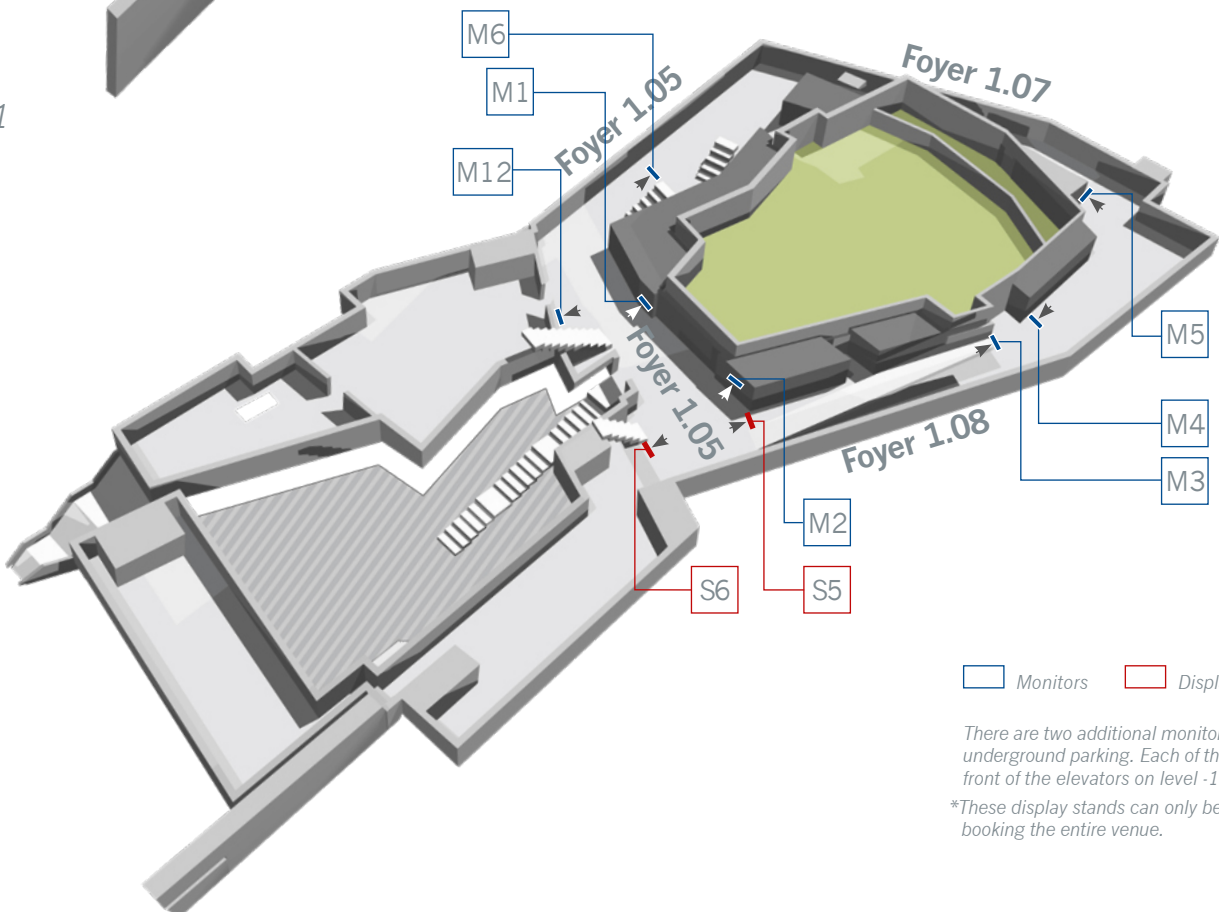 M6
Foyer 1.07
Foyer 1.05
M1
1
M12
M5
Foyer 1.05
M4
Foyer 1.08
M3
M2
S6
S5
Monitors
There are two additional
underground parking. Each of
front of the elevators on level -1
*These display stands can only be
booking the entire venue.